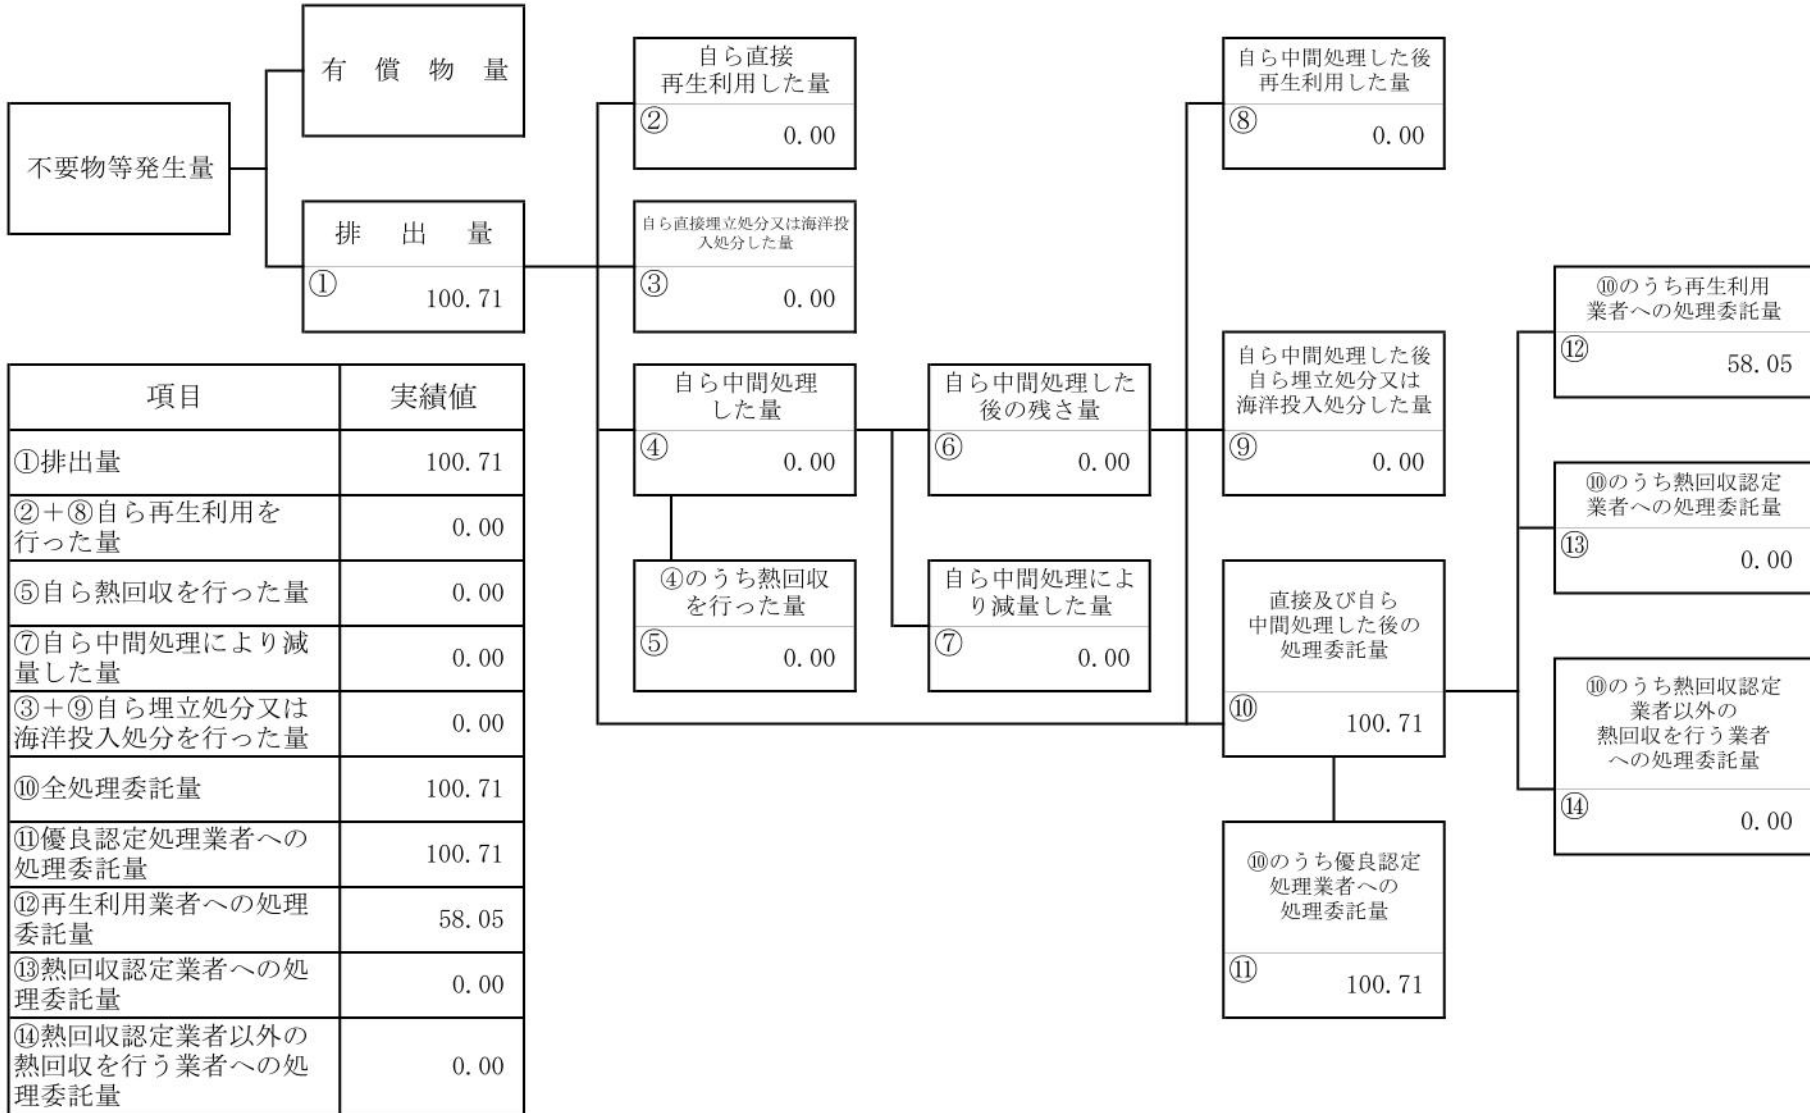 有償物量
不要物等発生量
排出量
①
100.71
自ら直接
再生利用した量
②
0.00
自ら直接埋立処分又は海洋投
入処分した量
③
0.00
自ら中間処理
した量
④
0.00
④のうち熱回収
を行った量
⑤
0.00
自ら中間処理した
後の残さ量
⑥
0.00
自ら中間処理によ
り減量した量
⑦
0.00
自ら中間処理した後
再生利用した量
⑧
0.00
自ら中間処理した後
自ら埋立処分又は
海洋投入処分した量
⑨
0.00
直接及び自ら
中間処理した後の
処理委託量
⑩
100.71
⑩のうち優良認定
処理業者への
処理委託量
⑪
100.71
⑩のうち再生利用
業者への処理委託量
⑫
58.05
⑩のうち熱回収認定
業者への処理委託量
⑬
0.00
⑩のうち熱回収認定
業者以外の
熱回収を行う業者
への処理委託量
⑭
0.00
項目 実績値
①排出量 100.71
②＋⑧自ら再生利用を
行った量 0.00
⑤自ら熱回収を行った量 0.00
⑦自ら中間処理により減
量した量 0.00
③＋⑨自ら埋立処分又は
海洋投入処分を行った量 0.00
⑩全処理委託量 100.71
⑪優良認定処理業者への
処理委託量 100.71
⑫再生利用業者への処理
委託量 58.05
⑬熱回収認定業者への処
理委託量 0.00
⑭熱回収認定業者以外の
熱回収を行う業者への処
理委託量 0.00